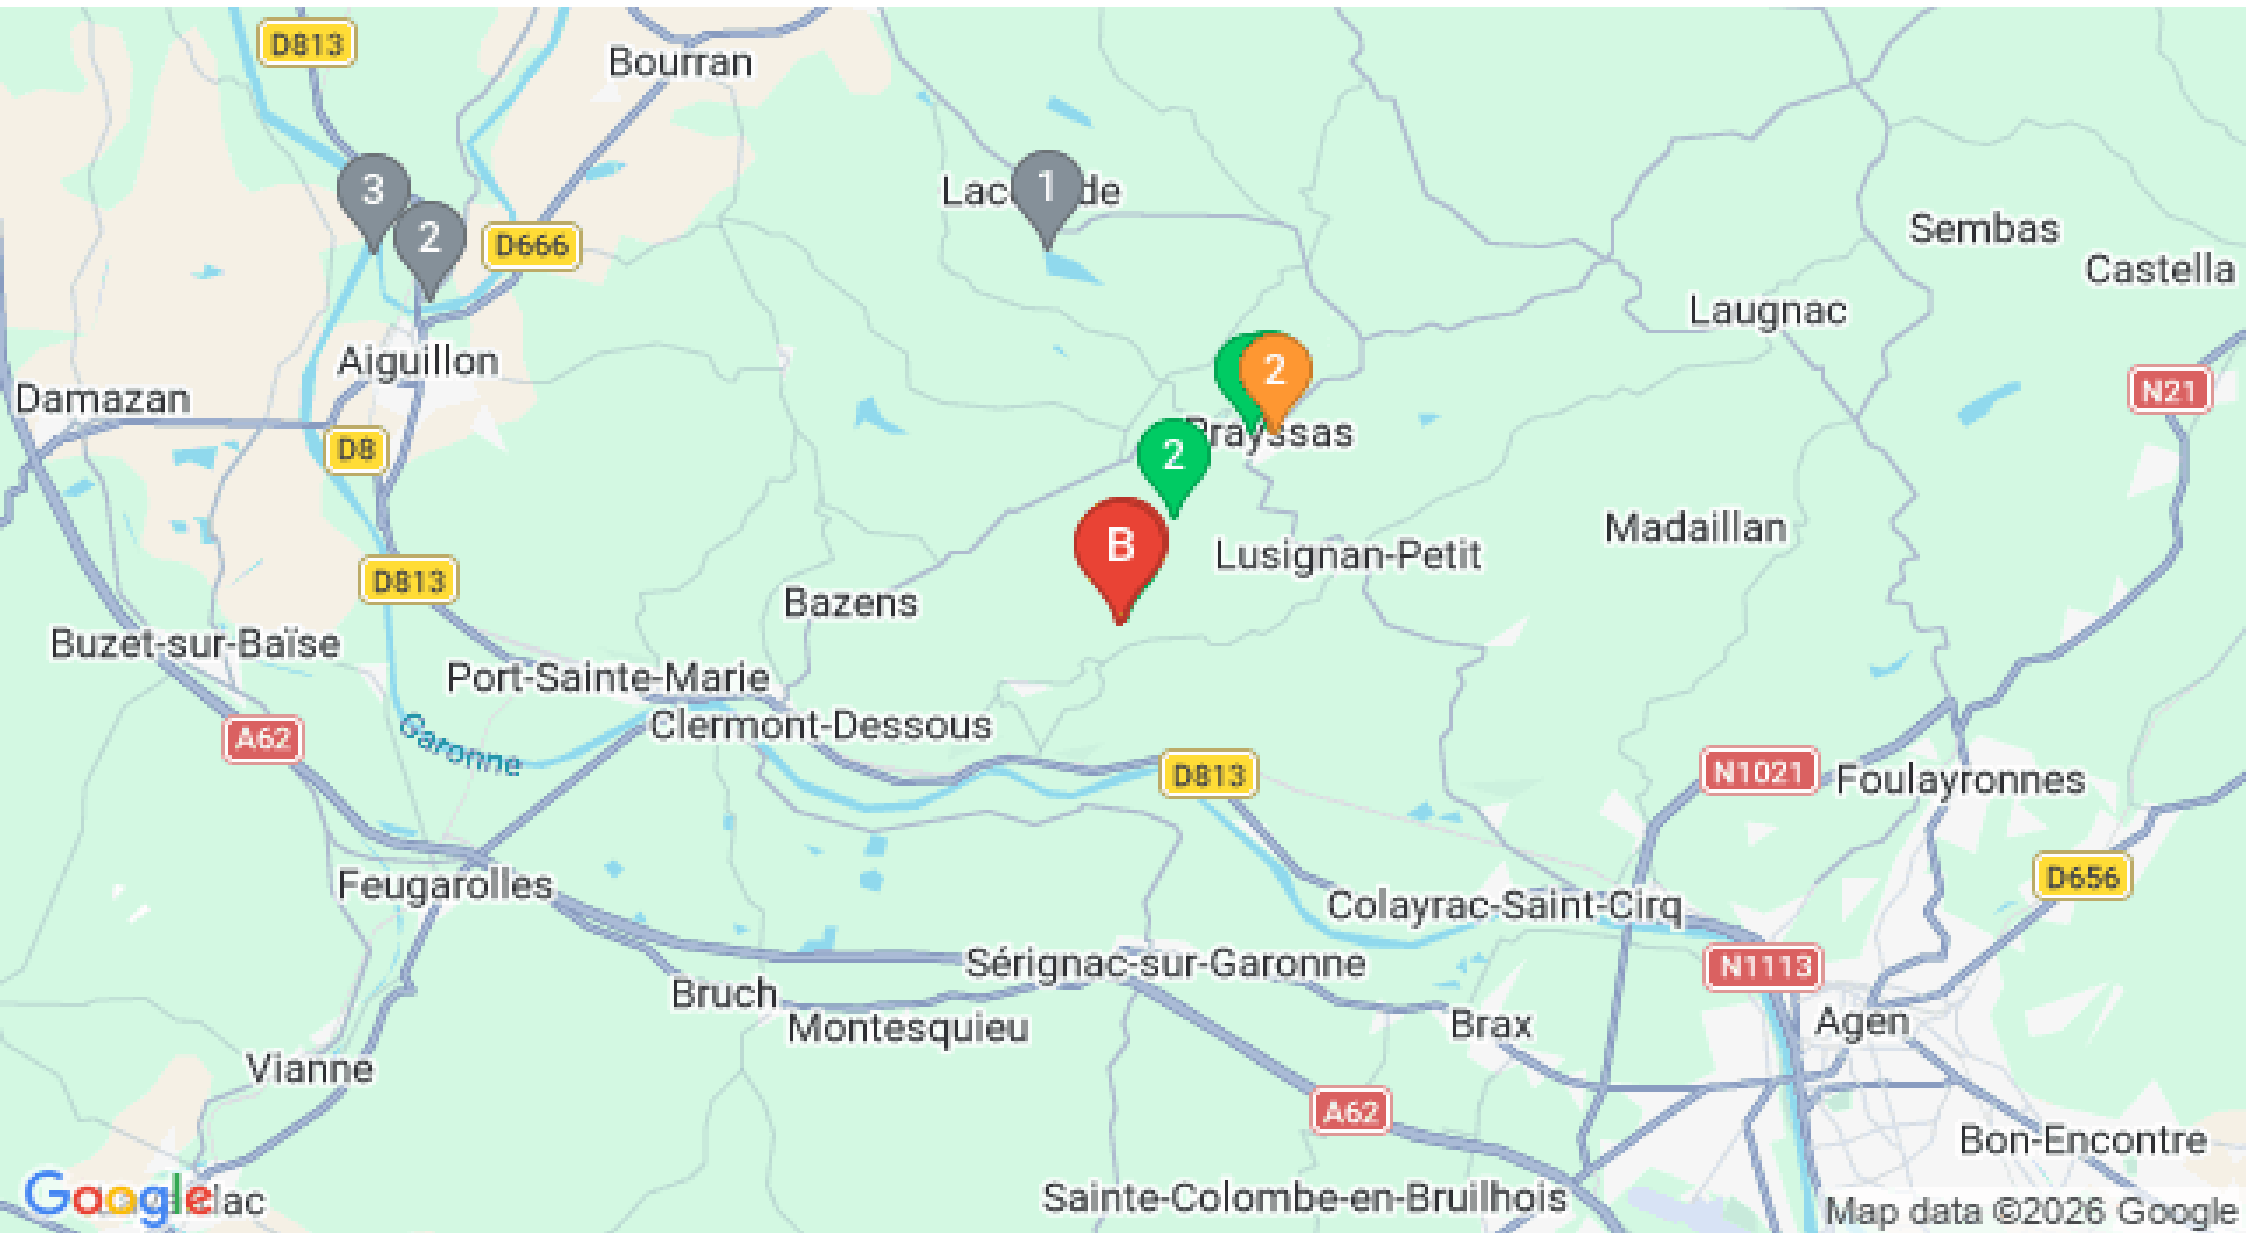 D813
Bourran
3
2
D666
1
Sembas
Castella
Laugnac
Aiguillon
Damazan
2
N21
D8
Prayssas
2
B
Madaillan
Lusignan-Petit
D813
Bazens
Buzet-sur-Baïse
Port-Sainte-Marie
Clermont-Dessous
A62
Garonne
D813
N1021
Foulayronnes
D656
Feugarolles
Colayrac-Saint-Cirq
Sérignac-sur-Garonne
N1113
Bruch
Montesquieu
Brax
Agen
Vianne
A62
Bon-Encontre
Google
Sainte-Colombe-en-Bruilhois
Map data ©2026 Google